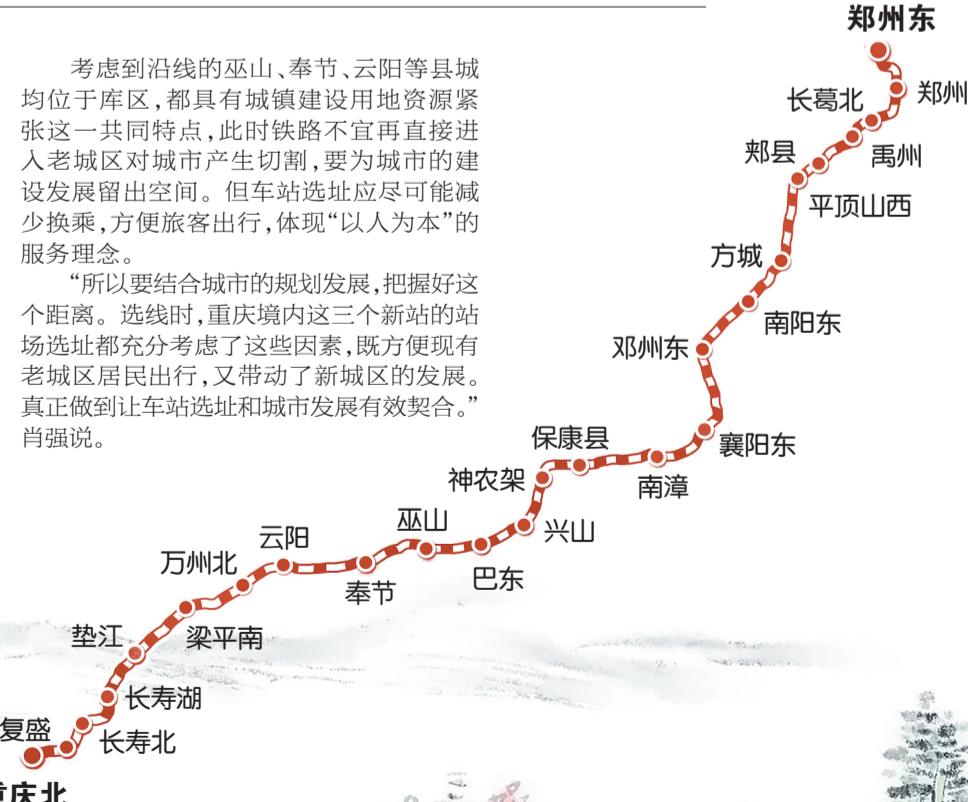 考虑到沿线的巫山、奉节、云阳等县城
均位于库区,都具有城镇建设用地资源紧
张这一共同特点,此时铁路不宜再直接进
入老城区对城市产生切割,要为城市的建
设发展留出空间。但车站选址应尽可能减
少换乘,方便旅客出行,体现“以人为本”的
服务理念。
“所以要结合城市的规划发展,把握好这
个距离。选线时,重庆境内这三个新站的站
场选址都充分考虑了这些因素,既方便现有
老城区居民出行,又带动了新城区的发展。
真正做到让车站选址和城市发展有效契合。”
肖强说。
郑州东
郑州
长葛北
禹州
郏县
平顶山西
方城
南阳东
邓州东
襄阳东
南漳
保康县
神农架
兴山
巴东
巫山
奉节
云阳
万州北
梁平南
垫江
长寿湖
长寿北
复盛
重庆北